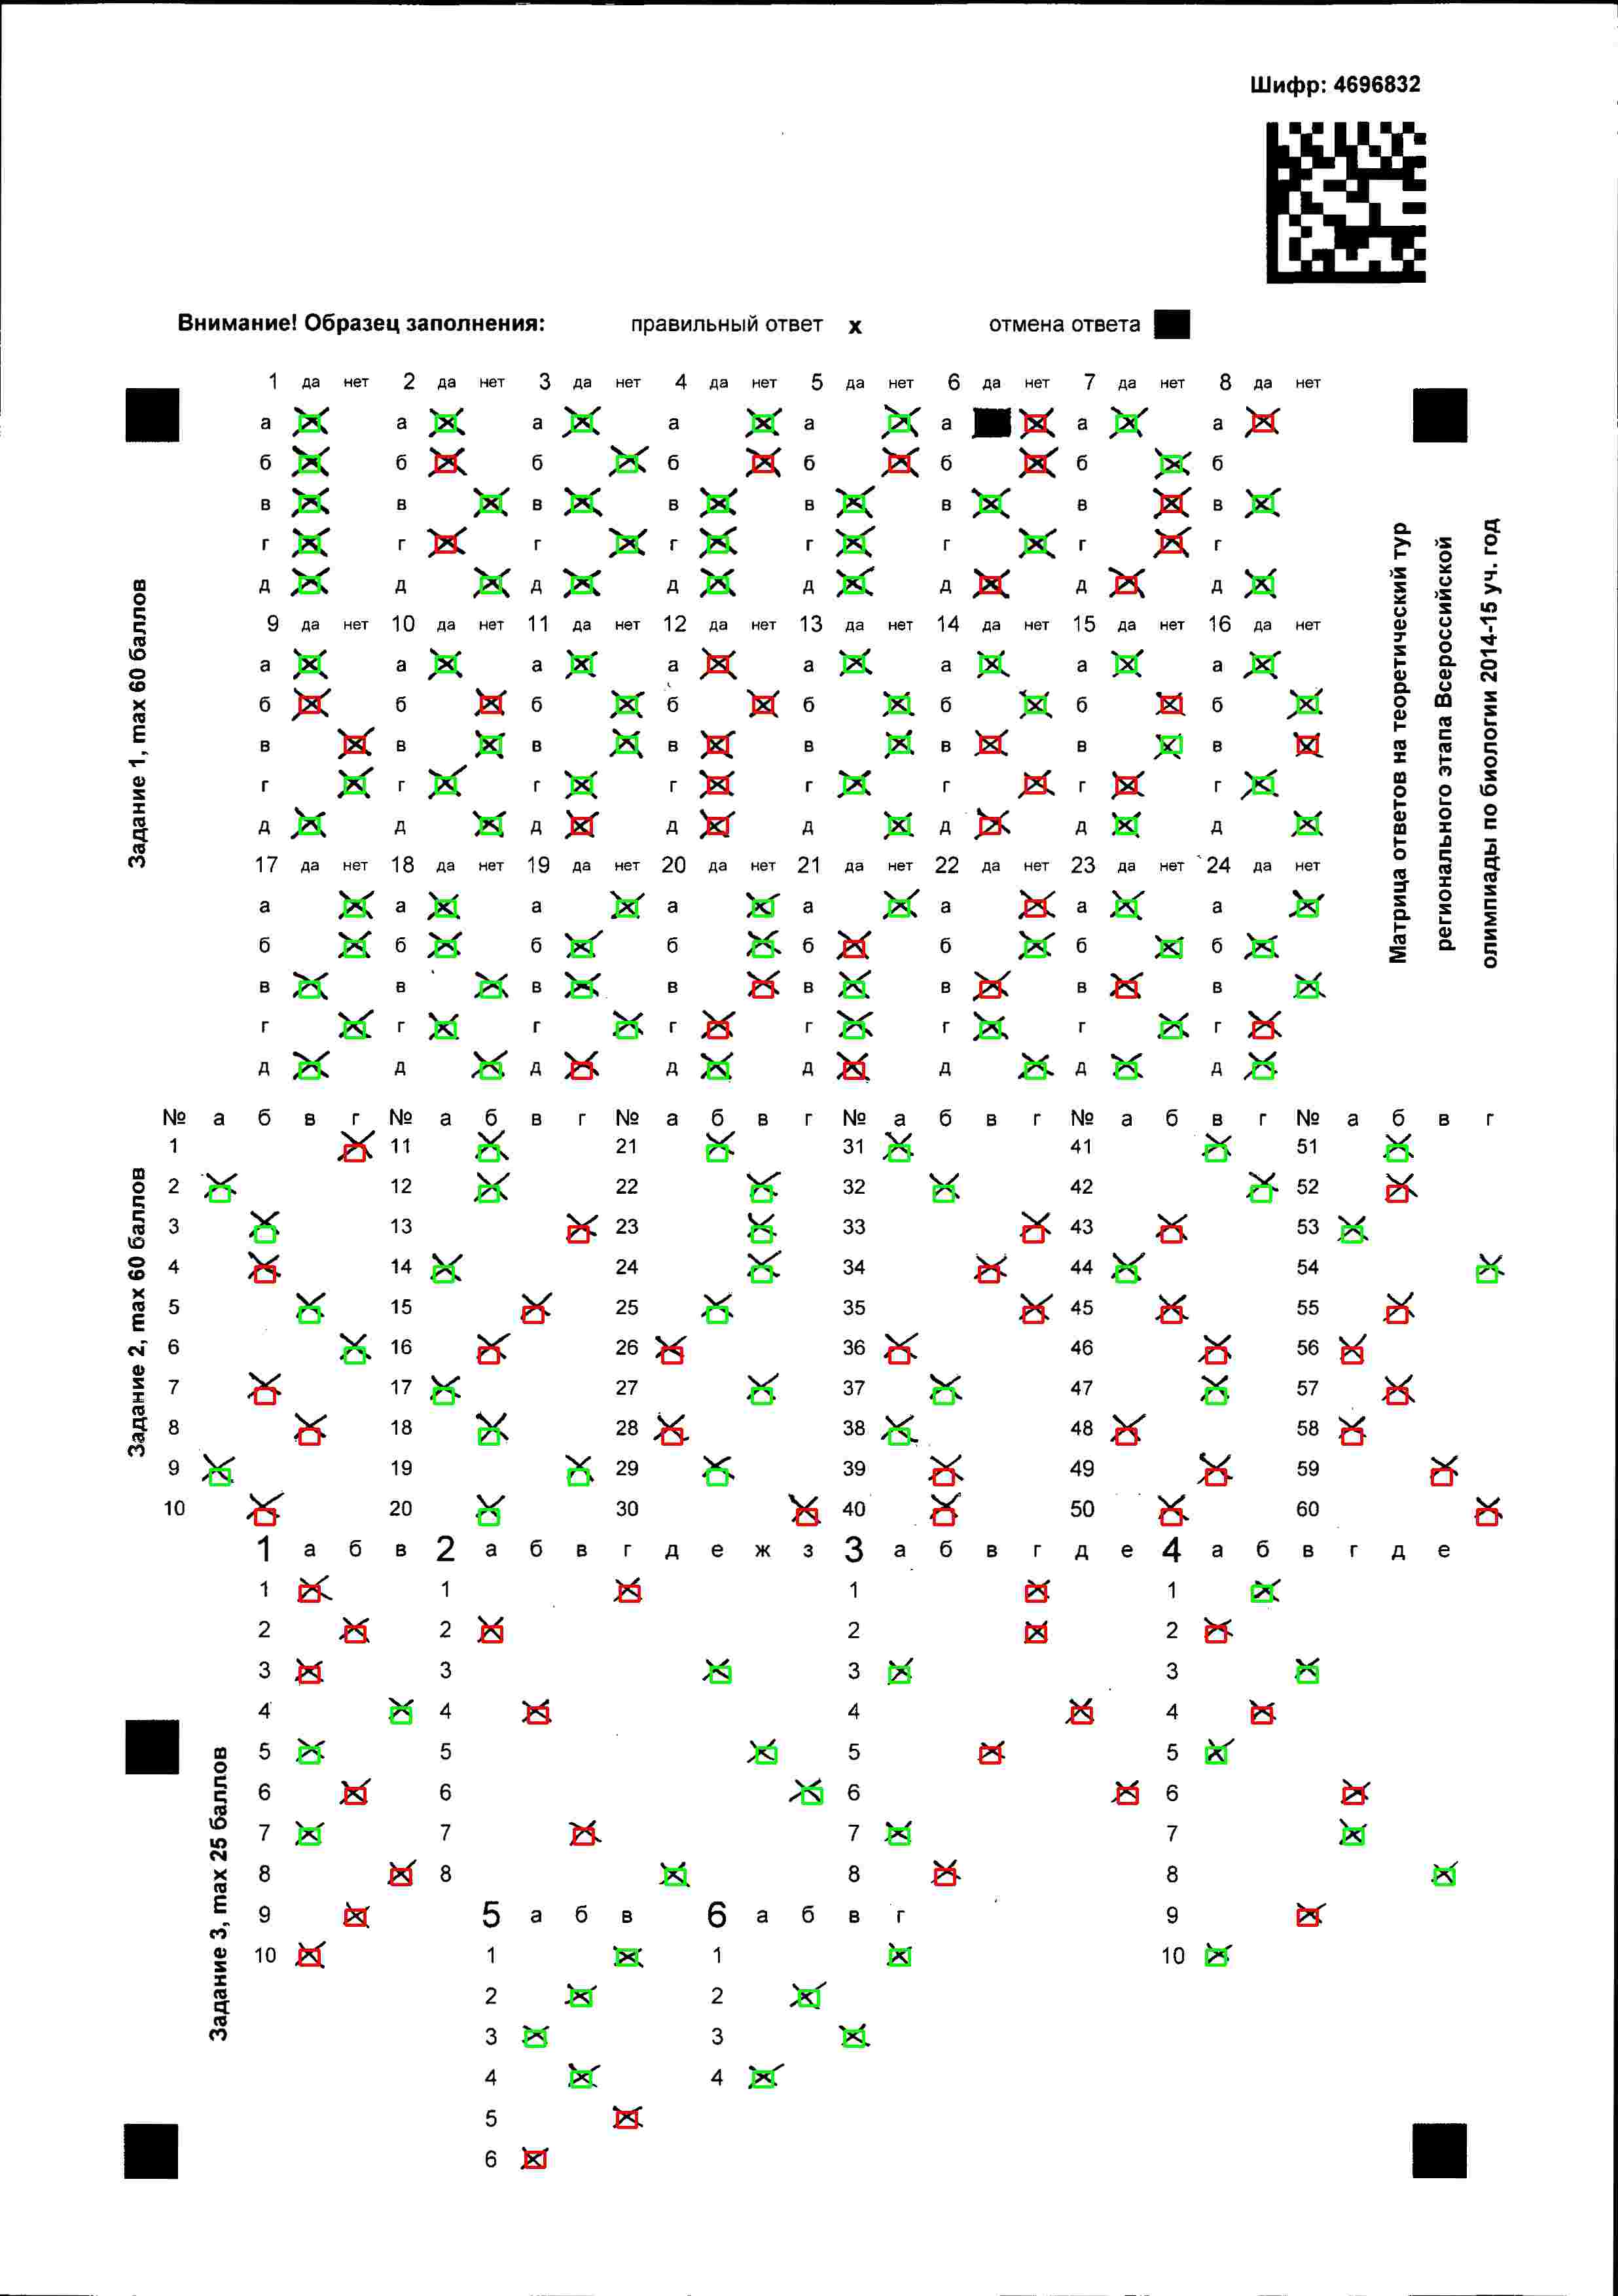 Шифр: 4696832
Внимание! Образец заполнения: правильный ответ х отмена ответа
Задание 1, max 60 баллов
1 да нет 2 да нет 3 да нет 4 да нет 5 да нет 6 да нет 7 да нет 8 да нет
а а а а а а а а
б б б б б б б б
в в в в в в в в
г г г г г г г г
д д д д д д д д
9 да нет 10 да нет 11 да нет 12 да нет 13 да нет 14 да нет 15 да нет 16 да нет
а а а а а а а а
б б б б б б б б
в в в в в в в в
г г г г г г г г
д д д д д д д д
17 да нет 18 да нет 19 да нет 20 да нет 21 да нет 22 да нет 23 да нет 24 да нет
а а а а а а а а
б б б б б б б б
в в в в в в в в
г г г г г г г г
д д д д д д д д
Матрица ответов на теоретический тур
регионального этапа Всероссийской
олимпиады по биологии 2014-15 уч. год
Задание 2, max 60 баллов
№ а б в г № а б в г № а б в г № а б в г № а б в г № а б в г
1 11 21 31 41 51
2 12 22 32 42 52
3 13 23 33 43 53
4 14 24 34 44 54
5 15 25 35 45 55
6 16 26 36 46 56
7 17 27 37 47 57
8 18 28 38 48 58
9 19 29 39 49 59
10 20 30 40 50 60
Задание 3, max 25 баллов
1 а б в 2 а б в г д е ж з 3 а б в г д е 4 а б в г д е
1 1 1 1
2 2 2 2
3 3 3 3
4 4 4 4
5 5 5 5
6 6 6 6
7 7 7 7
8 8 8 8
9 5 а б в 6 а б в г 9
10 1 1 10
2 2
3 3
4 4
5
6